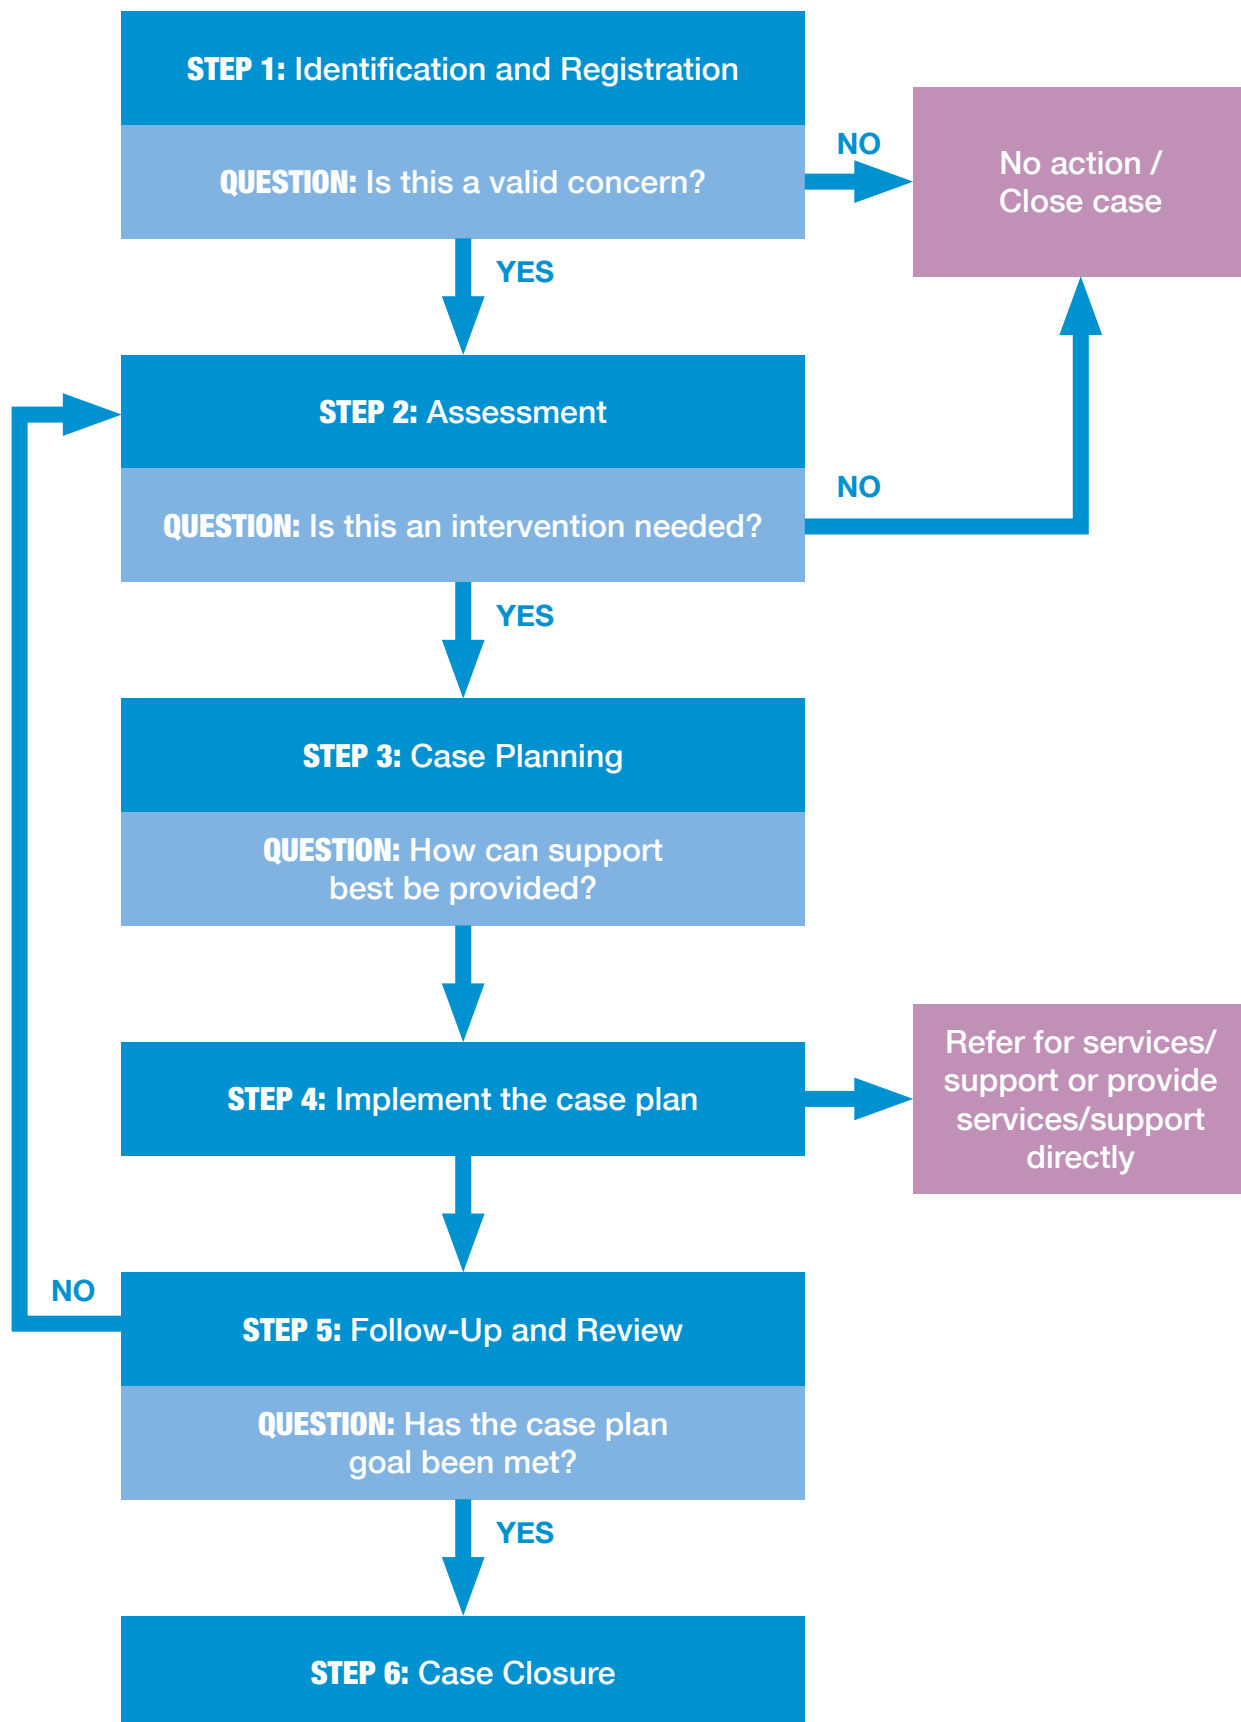 STEP 1: Identification and Registration
QUESTION: Is this a valid concern?
NO
No action /
Close case
YES
STEP 2: Assessment
QUESTION: Is this an intervention needed?
NO
YES
STEP 3: Case Planning
QUESTION: How can support
best be provided?
STEP 4: Implement the case plan
Refer for services/
support or provide
services/support
directly
NO
STEP 5: Follow-Up and Review
QUESTION: Has the case plan
goal been met?
YES
STEP 6: Case Closure